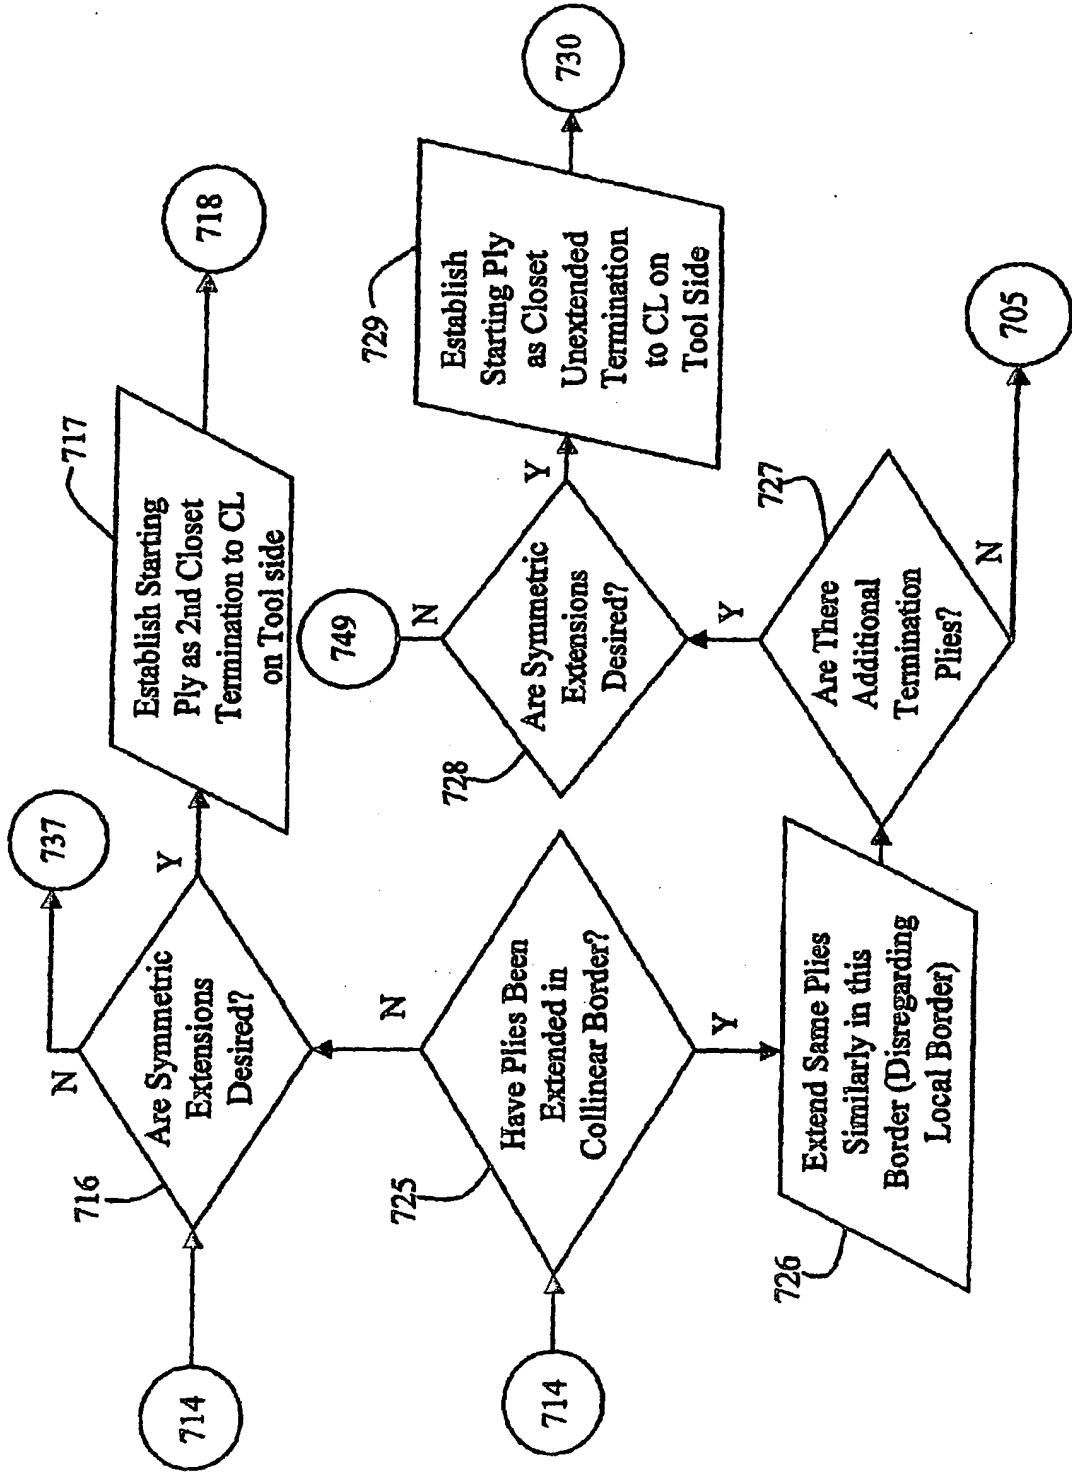 714
716
Are Symmetric
Extensions
Desired?
N
737
Y
717
Establish Starting
Ply as 2nd Closet
Termination to CL
on Tool side
718
714
725
Have Plies Been
Extended in
Collinear Border?
N
Y
726
Extend Same Plies
Similarly in this
Border (Disregarding
Local Border)
727
Are There
Additional
Termination
Plies?
N
705
Y
728
Are Symmetric
Extensions
Desired?
N
749
Y
729
Establish
Starting Ply
as Closet
Unextended
Termination
to CL on
Tool Side
730